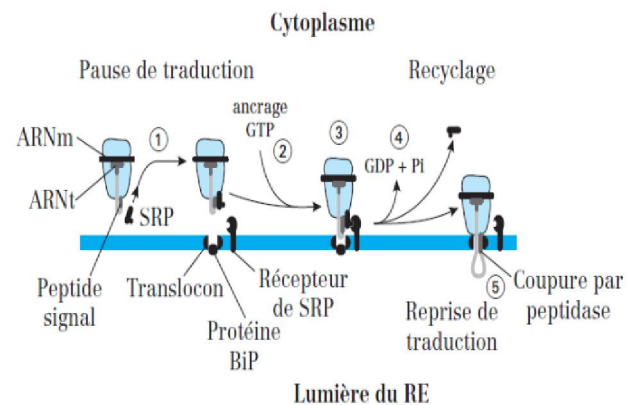 Cytoplasme
Pause de traduction
Recyclage
ancrage
GTP
①
②
③
④
GDP + Pi
ARNm
ARNt
SRP
Peptide
signal
Translocon
Protéine
BiP
Récepteur
de SRP
⑤
Reprise de
traduction
Coupure par
peptidase
Lumière du RE